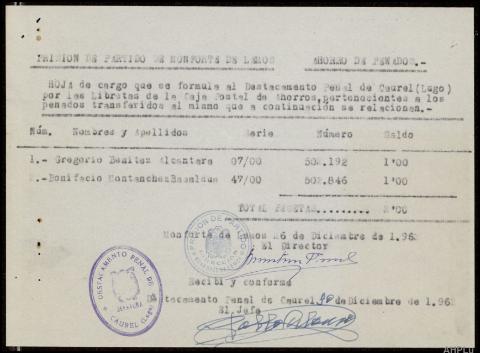 PRISION DE PARTIDO DE MONFORTE DE LEMOS AHORRO DE PENADOS.-
HOJA de cargo que se formula al Destacamento Penal de Caurel(Lugo)
por las Libretas de la Caja Postal de Ahorros, pertenecientes a los
penados transferidos al mismo que a continuación se relacionan.-
Núm. Nombres y Apellidos Serie Número Saldo
1.- Gregorio Benitez Alcantara 07/00 502.192 1'00
2.-Bonifacio Montanchez Basaldua 47/00 502.846 1'00
TOTAL PESETAS......... 2'00
Monforte de Lemos 26 de Diciembre de 1.96
El Director
Recibí y conforme
DESTACAMENTO PENAL DE
CAUREL
Destacamento Penal de Caurel 30 de Diciembre de 1.96
El Jefe
AHPLU